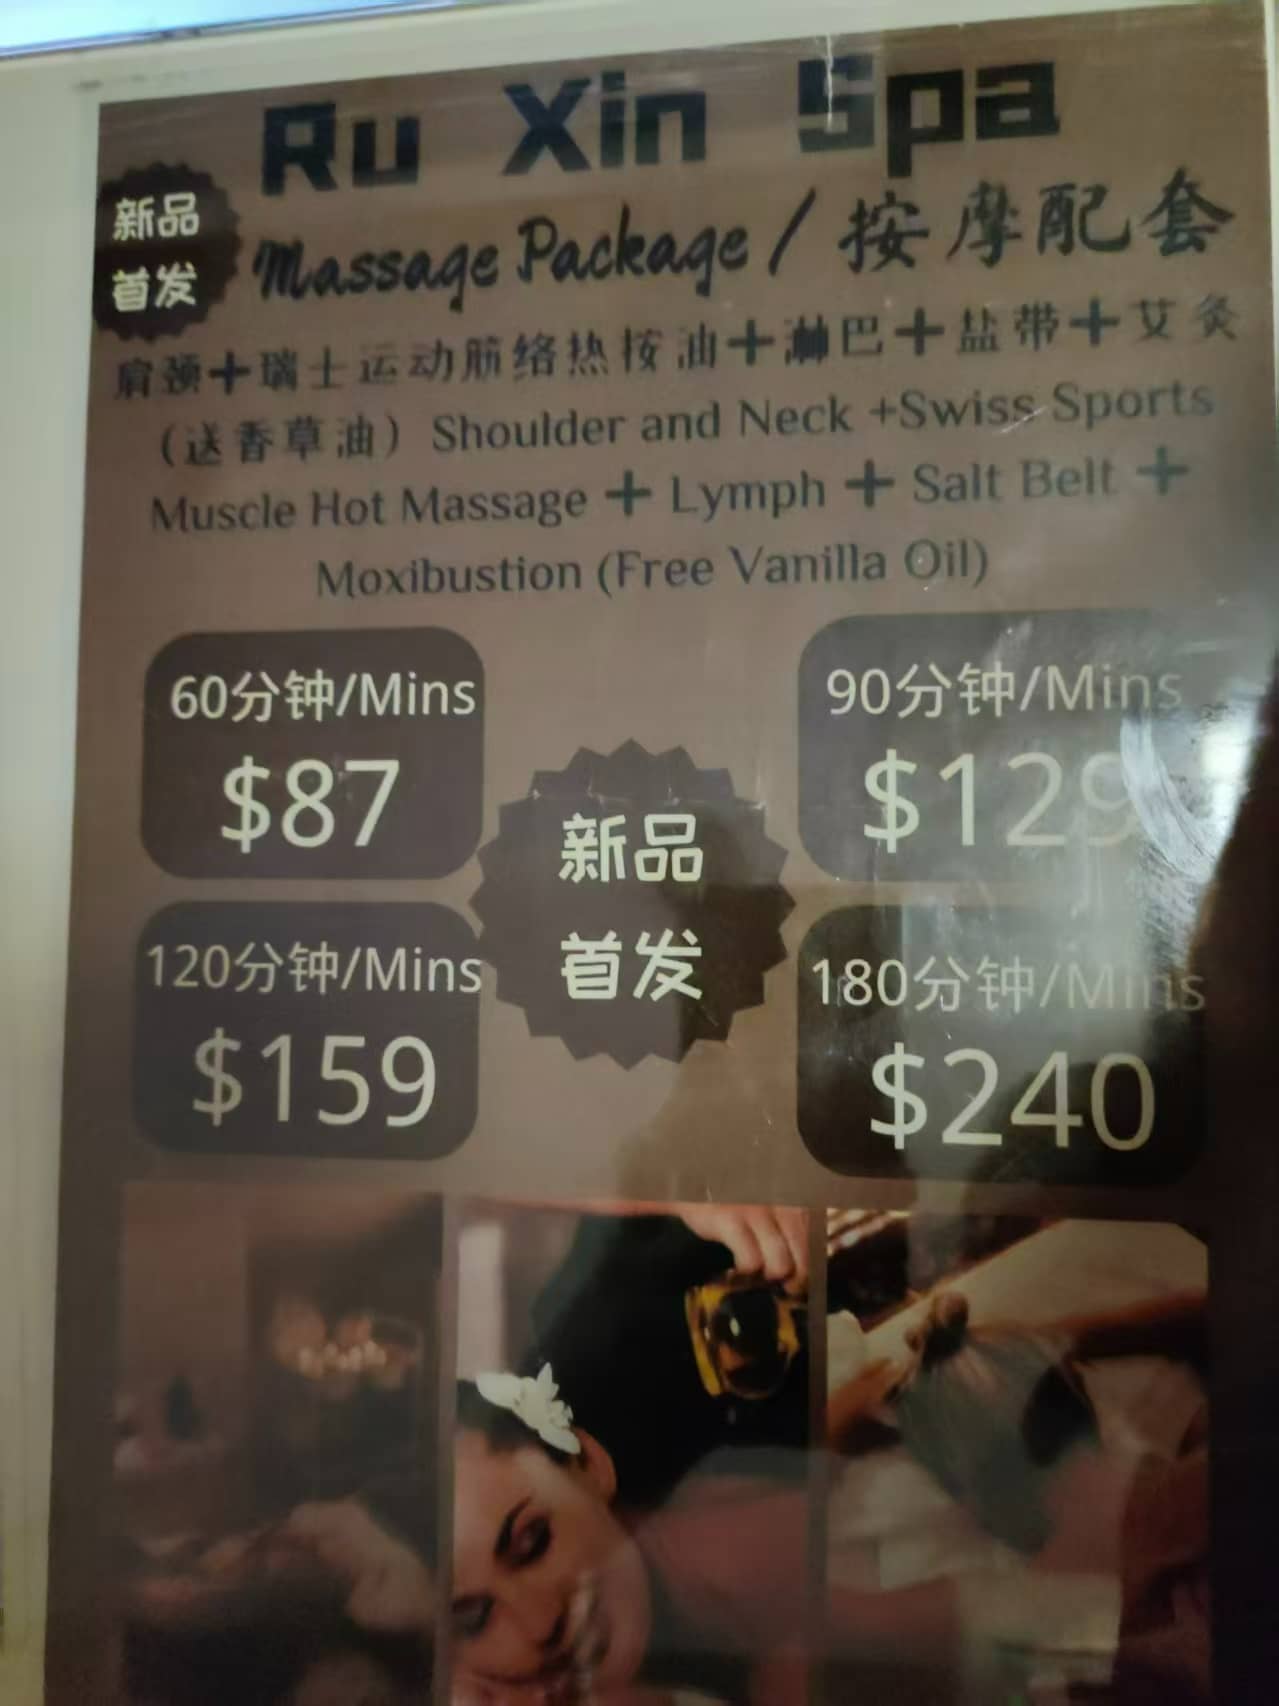 Ru Xin Spa
新品
首发
Massage Package / 按摩配套
肩颈+瑞士运动筋络热按油+淋巴+盐带+艾灸
（送香草油）Shoulder and Neck +Swiss Sports
Muscle Hot Massage + Lymph + Salt Belt +
Moxibustion (Free Vanilla Oil)
60分钟/Mins
$87
90分钟/Mins
$129
新品
首发
120分钟/Mins
$159
180分钟/Mins
$240